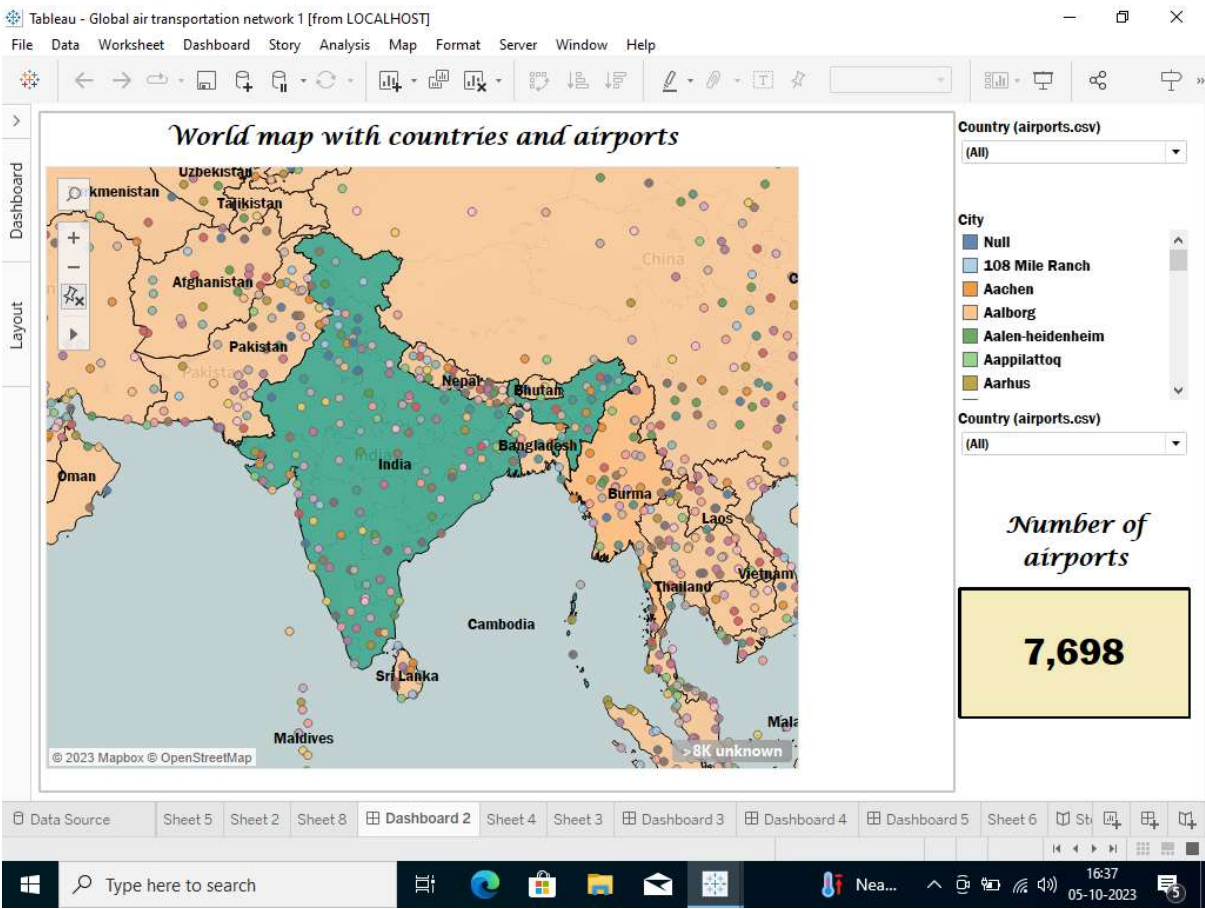 Tableau - Global air transportation network 1 [from LOCALHOST]
File Data Worksheet Dashboard Story Analysis Map Format Server Window Help
Dashboard
Layout
World map with countries and airports
Uzbekistan
kmenistan
Tajikistan
China
Afghanistan
Pakistan
Pakistan
Nepal
Bhutan
Bangladesh
India
India
Oman
Burma
Laos
Vietnam
Thailand
Cambodia
Sri Lanka
Mala
Maldives
>8K unknown
© 2023 Mapbox © OpenStreetMap
Country (airports.csv)
(All)
City
Null
108 Mile Ranch
Aachen
Aalborg
Aalen-heidenheim
Aappilattoq
Aarhus
Country (airports.csv)
(All)
Number of
airports
7,698
Data Source Sheet 5 Sheet 2 Sheet 8 Dashboard 2 Sheet 4 Sheet 3 Dashboard 3 Dashboard 4 Dashboard 5 Sheet 6 St
Type here to search
Nea...
16:37
05-10-2023
5